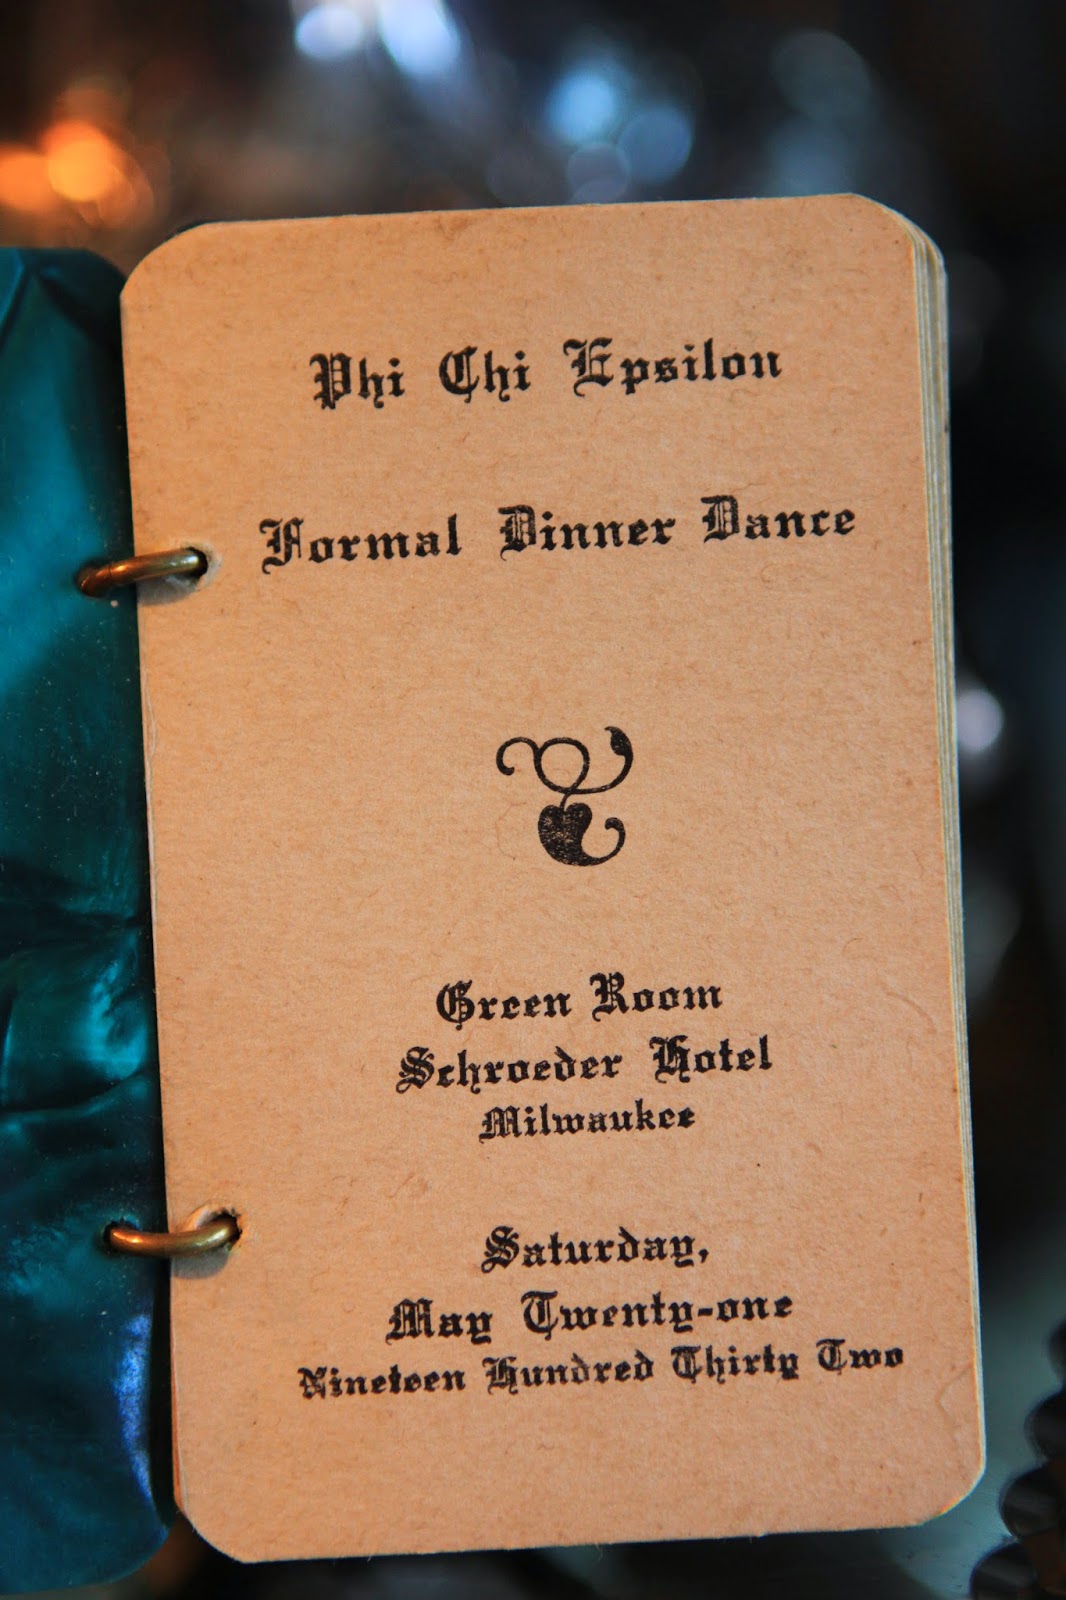 Phi Chi Epsilon
Formal Dinner Dance
Green Room
Schroeder Hotel
Milwaukee
Saturday,
May Twenty-one
Nineteen Hundred Thirty Two